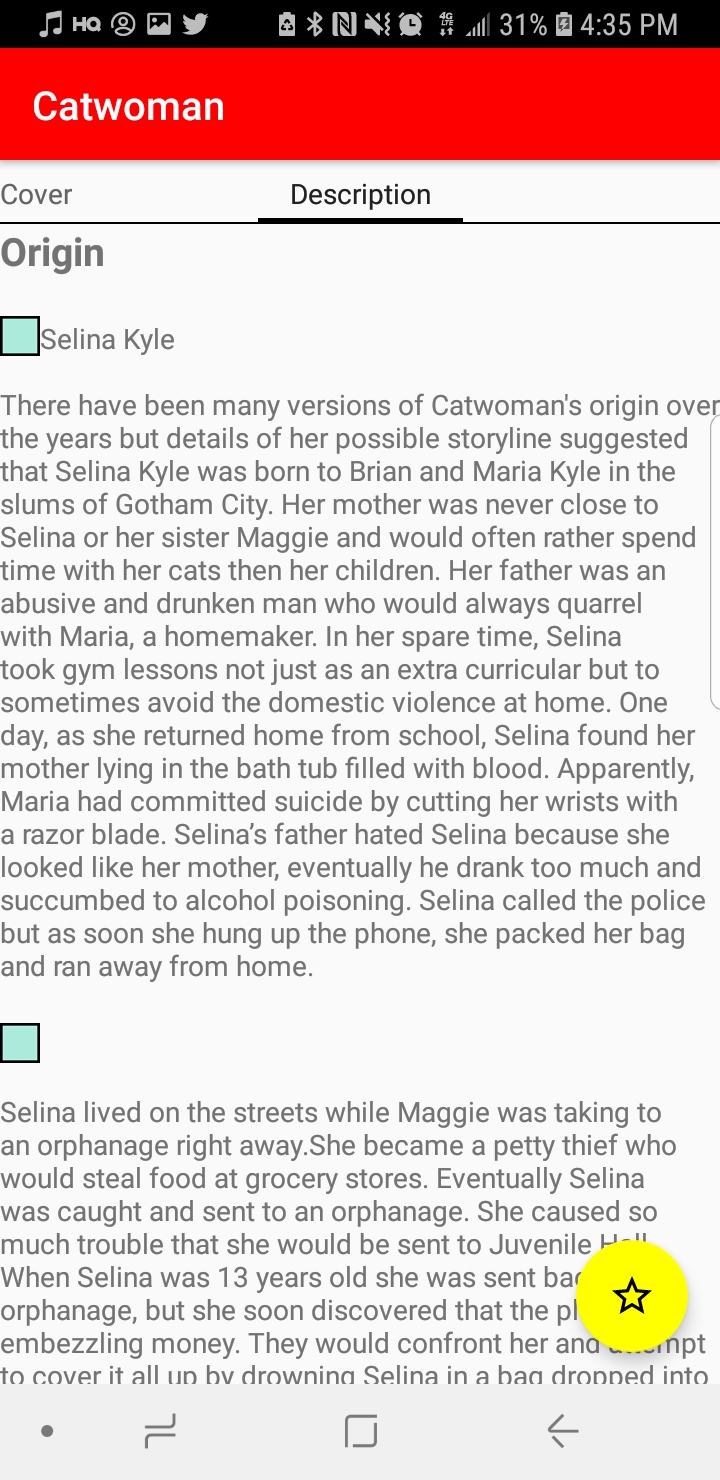 HQ 4G LTE 31% 4:35 PM
Catwoman
Cover Description
Origin
Selina Kyle
There have been many versions of Catwoman's origin over
the years but details of her possible storyline suggested
that Selina Kyle was born to Brian and Maria Kyle in the
slums of Gotham City. Her mother was never close to
Selina or her sister Maggie and would often rather spend
time with her cats then her children. Her father was an
abusive and drunken man who would always quarrel
with Maria, a homemaker. In her spare time, Selina
took gym lessons not just as an extra curricular but to
sometimes avoid the domestic violence at home. One
day, as she returned home from school, Selina found her
mother lying in the bath tub filled with blood. Apparently,
Maria had committed suicide by cutting her wrists with
a razor blade. Selina’s father hated Selina because she
looked like her mother, eventually he drank too much and
succumbed to alcohol poisoning. Selina called the police
but as soon she hung up the phone, she packed her bag
and ran away from home.
Selina lived on the streets while Maggie was taking to
an orphanage right away.She became a petty thief who
would steal food at grocery stores. Eventually Selina
was caught and sent to an orphanage. She caused so
much trouble that she would be sent to Juvenile
When Selina was 13 years old she was sent
orphanage, but she soon discovered that the
embezzling money. They would confront her and
to cover it all up by drowning Selina in a bag dropped into